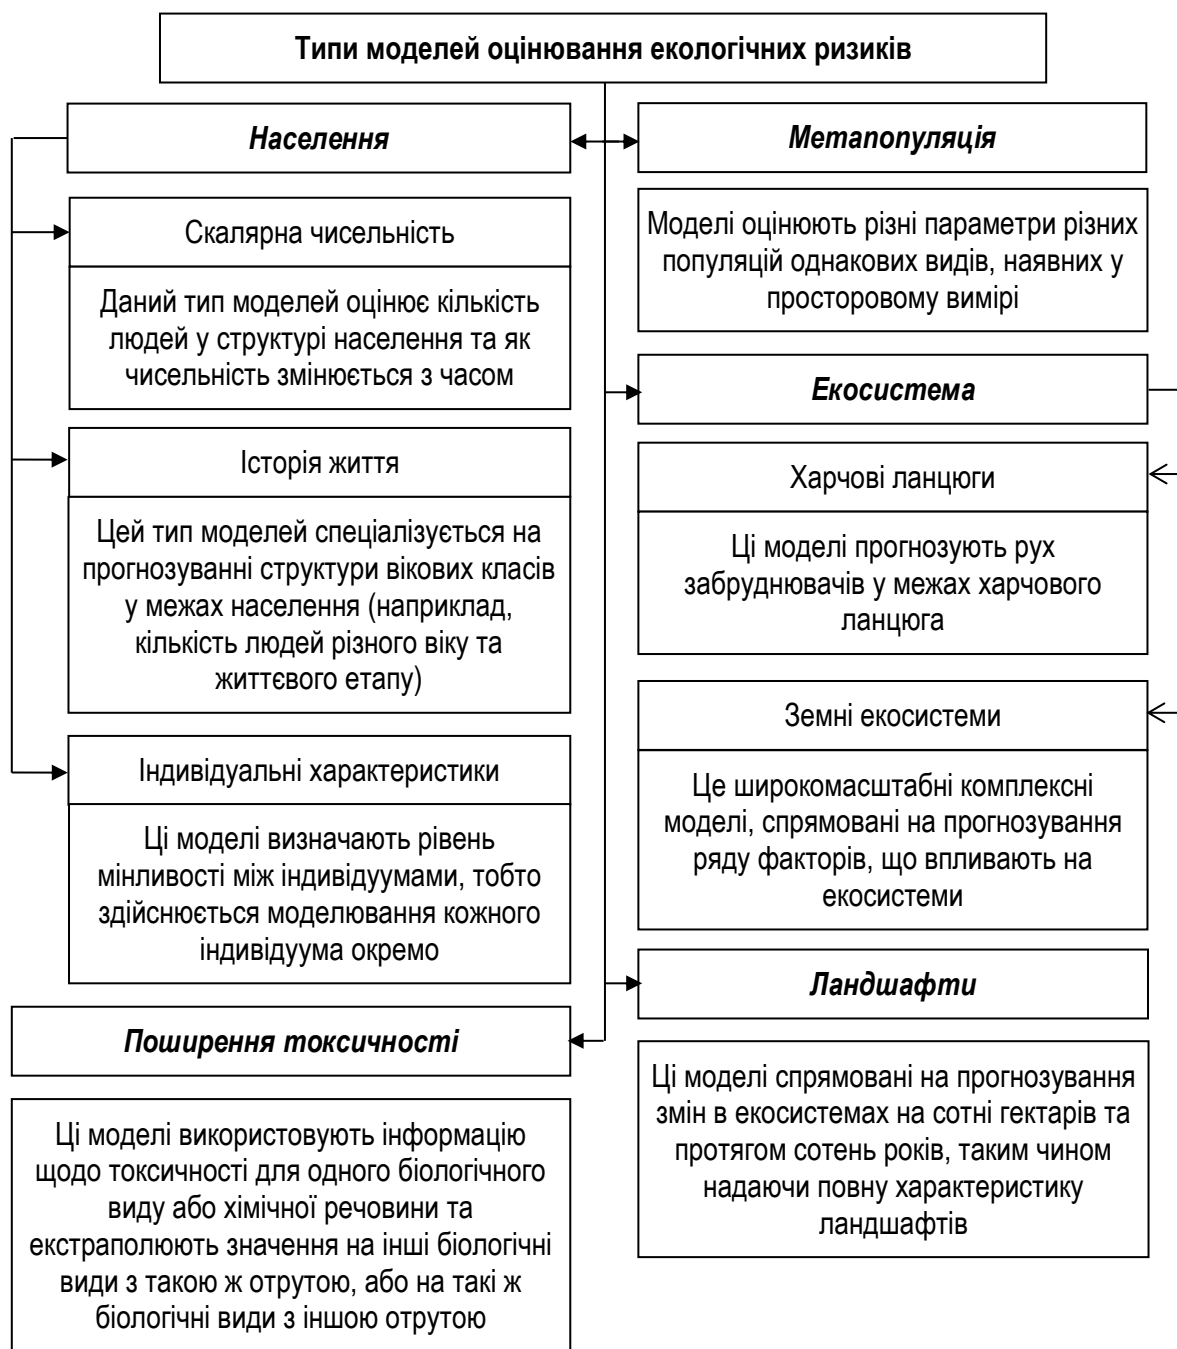 Типи моделей оцінювання екологічних ризиків
Населення
Скалярна чисельність
Даний тип моделей оцінює кількість
людей у структурі населення та як
чисельність змінюється з часом
Історія життя
Цей тип моделей спеціалізується на
прогнозуванні структури вікових класів
у межах населення (наприклад,
кількість людей різного віку та
життєвого етапу)
Індивідуальні характеристики
Ці моделі визначають рівень
мінливості між індивідуумами, тобто
здійснюється моделювання кожного
індивідуума окремо
Поширення токсичності
Ці моделі використовують інформацію
щодо токсичності для одного біологічного
виду або хімічної речовини та
екстраполюють значення на інші біологічні
види з такою ж отрутою, або на такі ж
біологічні види з іншою отрутою
Метапопуляція
Моделі оцінюють різні параметри різних
популяцій однакових видів, наявних у
просторовому вимірі
Екосистема
Харчові ланцюги
Ці моделі прогнозують рух
забруднювачів у межах харчового
ланцюга
Земні екосистеми
Це широкомасштабні комплексні
моделі, спрямовані на прогнозування
ряду факторів, що впливають на
екосистеми
Ландшафти
Ці моделі спрямовані на прогнозування
змін в екосистемах на сотні гектарів та
протягом сотень років, таким чином
надаючи повну характеристику
ландшафтів